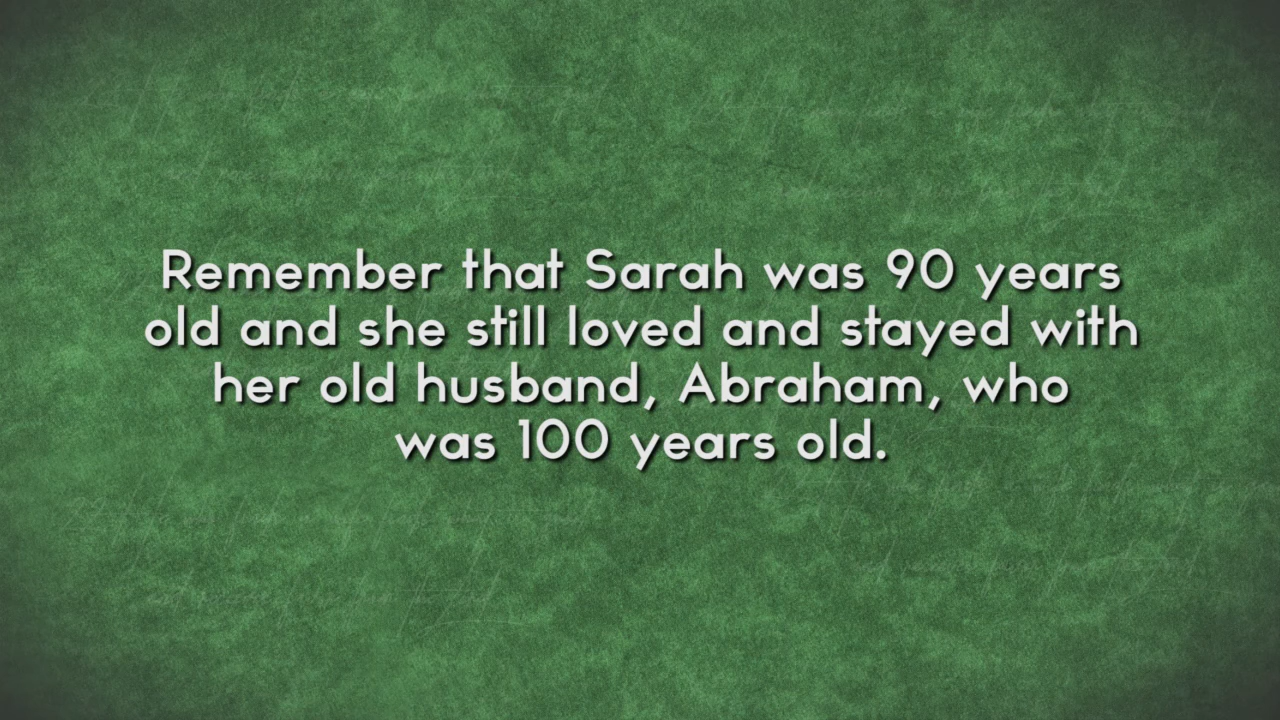 Remember that Sarah was 90 years
old and she still loved and stayed with
her old husband, Abraham, who
was 100 years old.